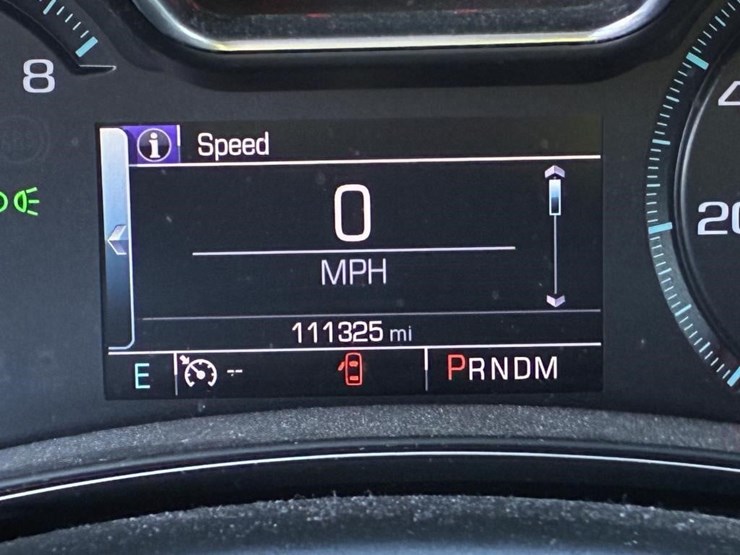 8
Speed
0
MPH
111325 mi
E -- PRNDM
20